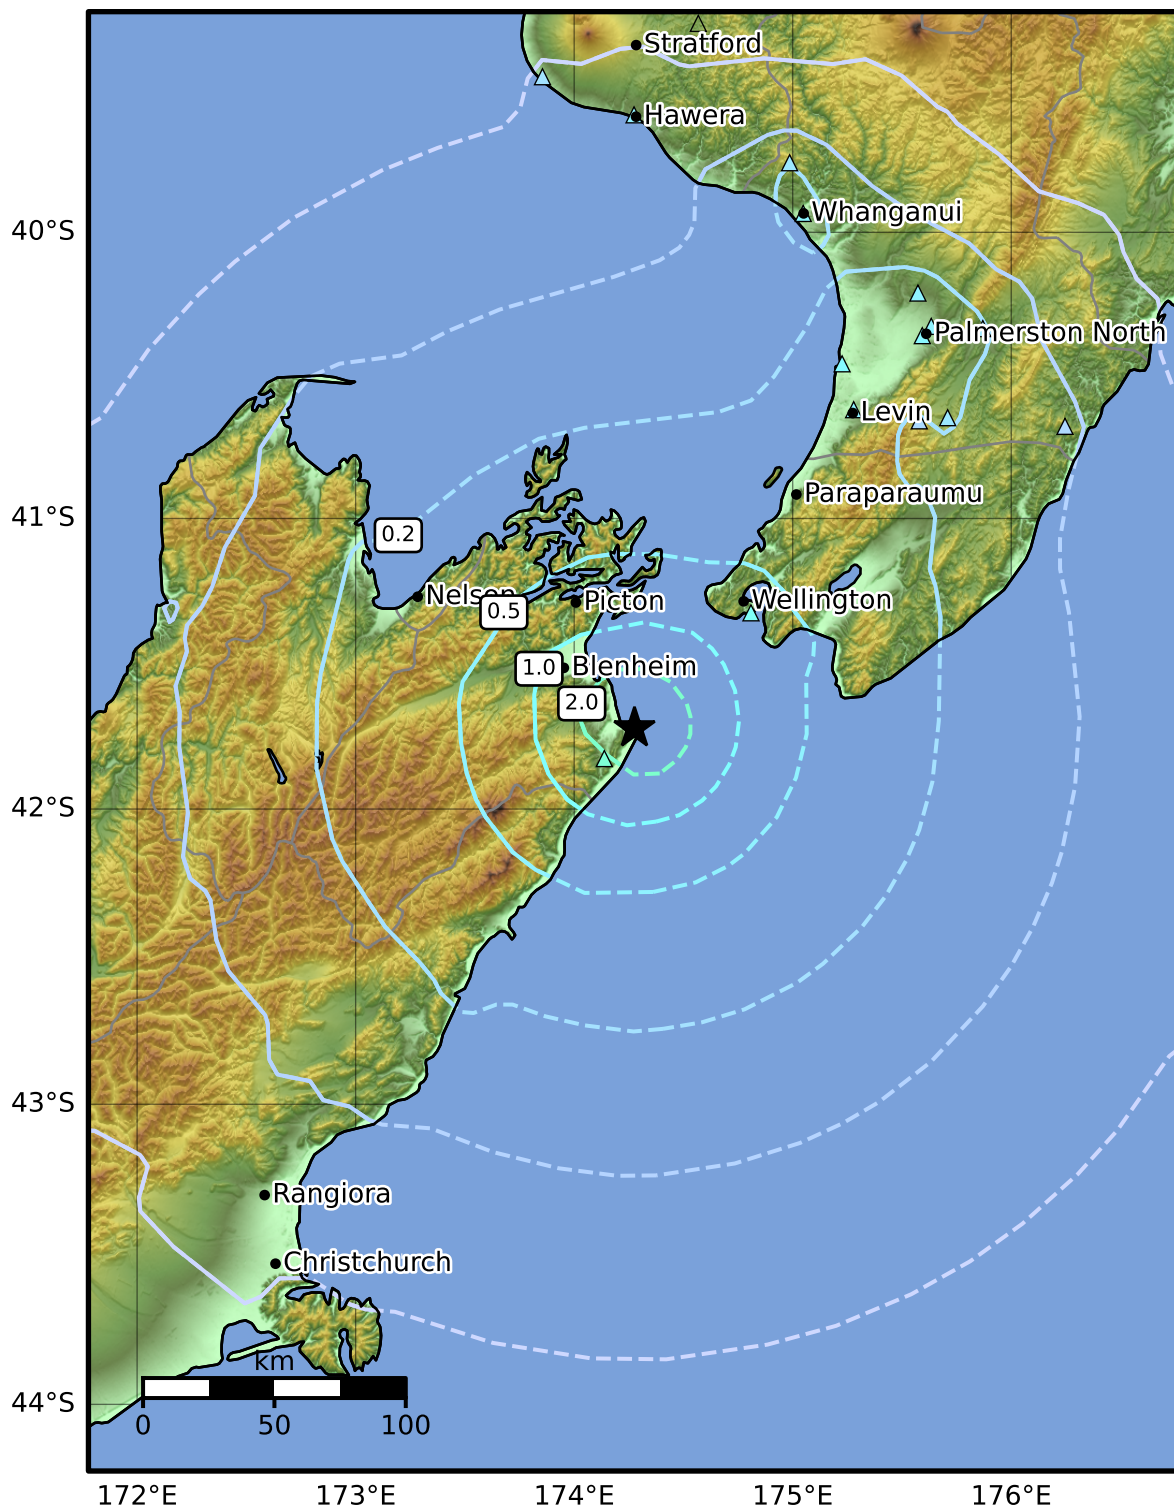 Stratford
Hawera
Whanganui
40°S
Palmerston North
Levin
Paraparaumu
41°S
0.2
Nelson
Picton
Wellington
0.5
1.0
Blenheim
2.0
42°S
43°S
Rangiora
Christchurch
km
44°S
0 50 100
172°E 173°E 174°E 175°E 176°E